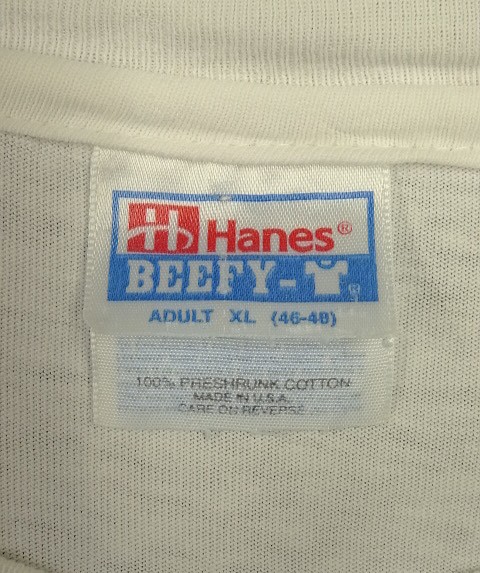 Hanes®
BEEFY-T®
ADULT XL (46-48)
100% PRESHRUNK COTTON
MADE IN U.S.A.
CARE ON REVERSE